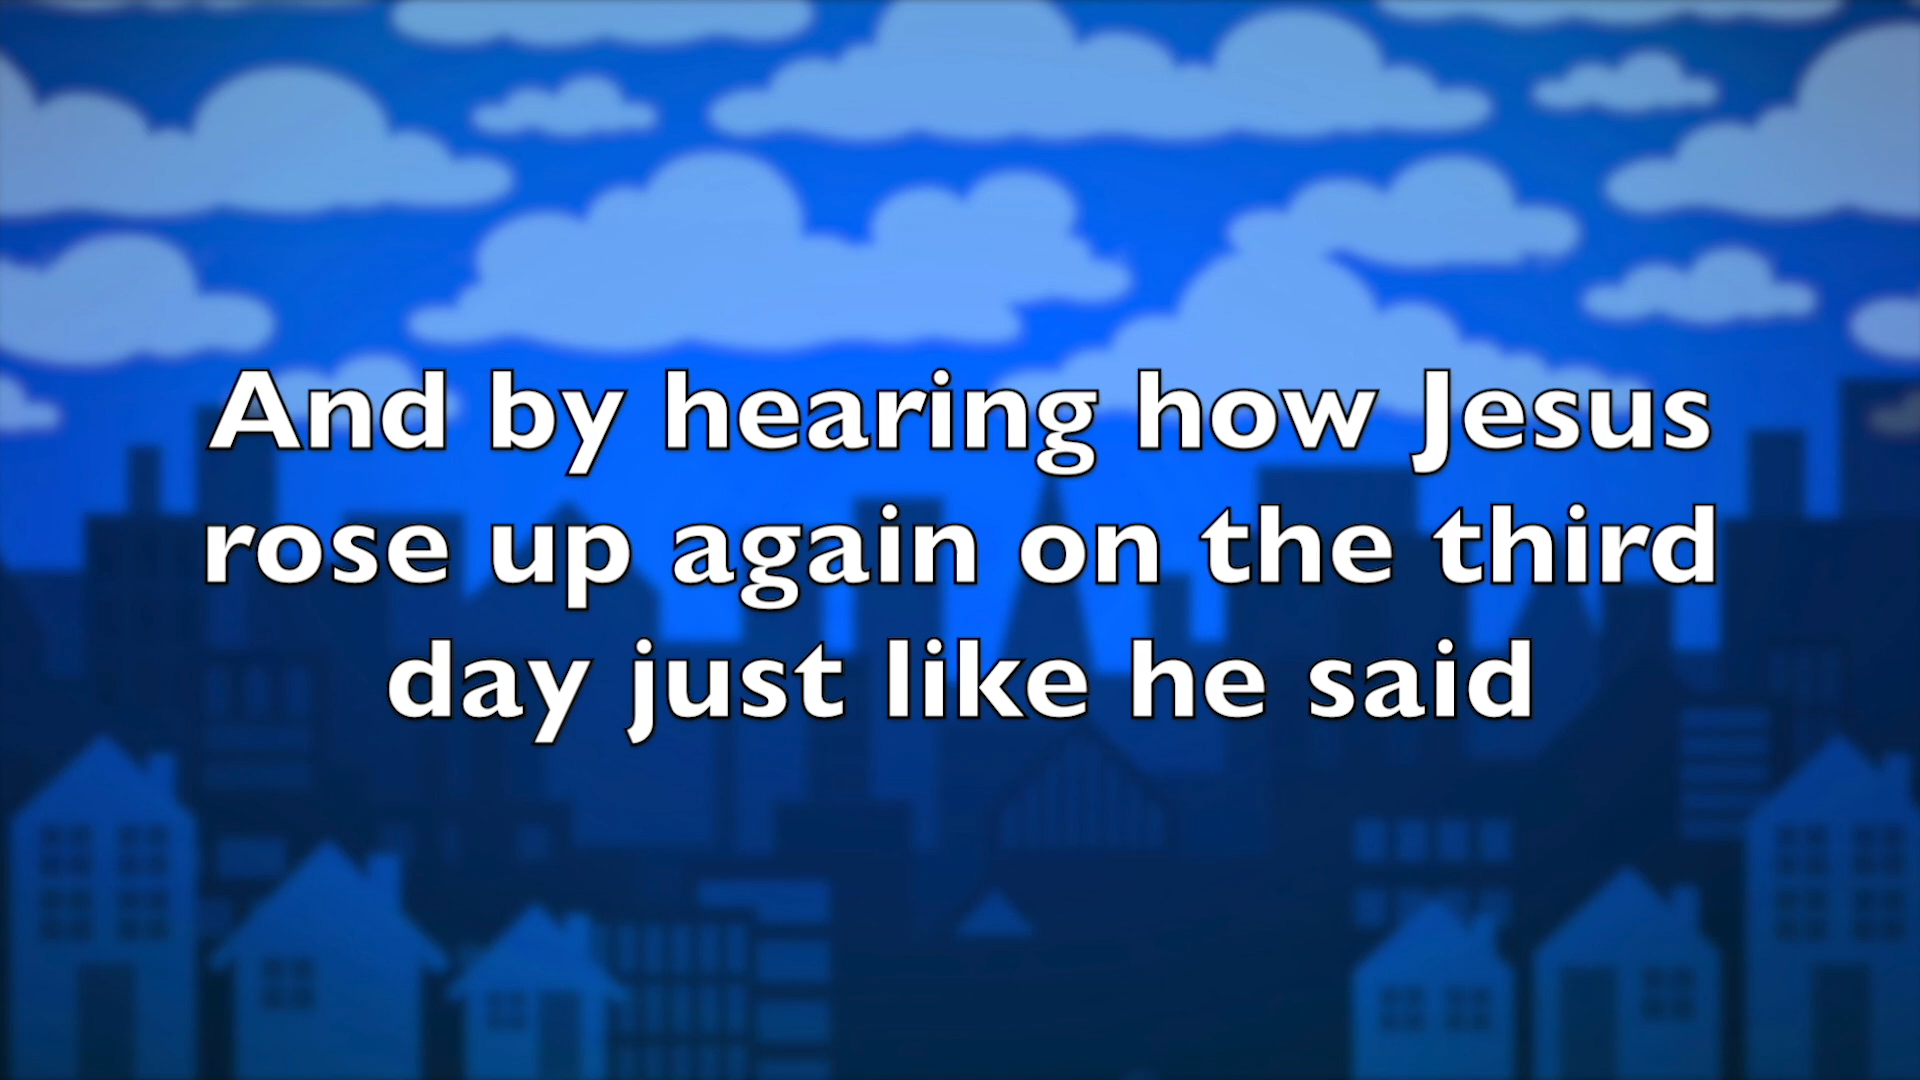 And by hearing how Jesus
rose up again on the third
day just like he said